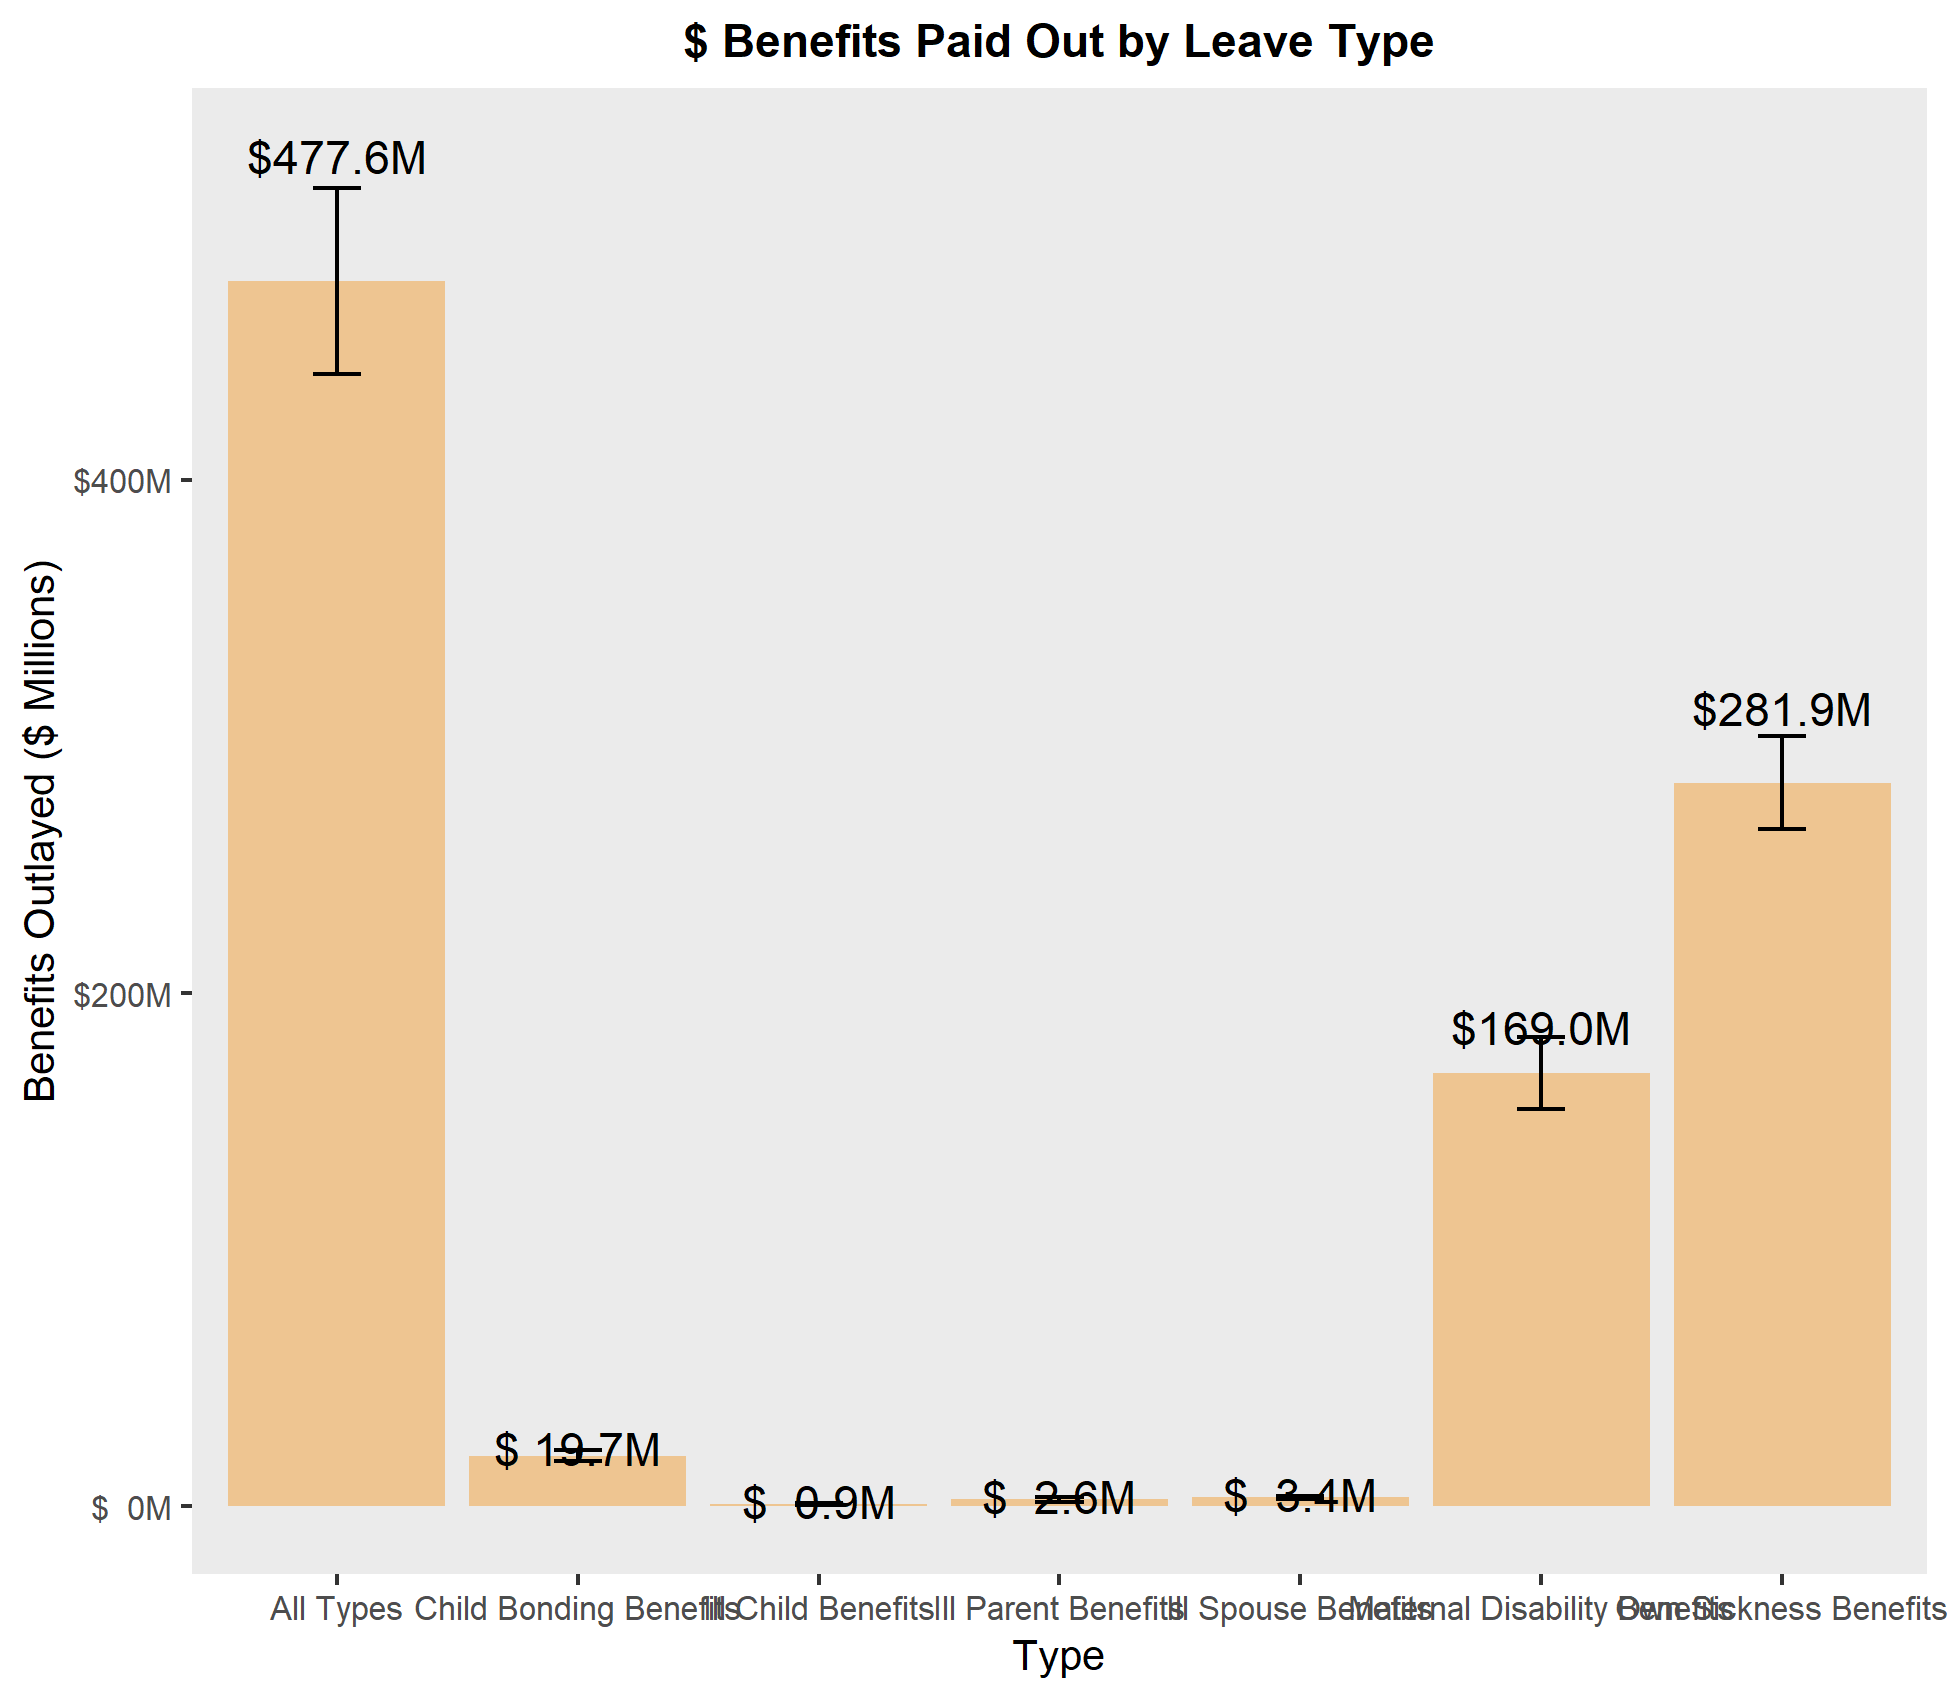 $ Benefits Paid Out by Leave Type
$477.6M
$400M
$281.9M
$200M
$169.0M
$ 19.7M
$ 0.9M
$ 2.6M
$ 3.4M
$ 0M
Benefits Outlayed ($ Millions)
All Types
Child Bonding Benefits
Ill Child Benefits
Ill Parent Benefits
Ill Spouse Benefits
Maternal Disability Benefits
Own Sickness Benefits
Type